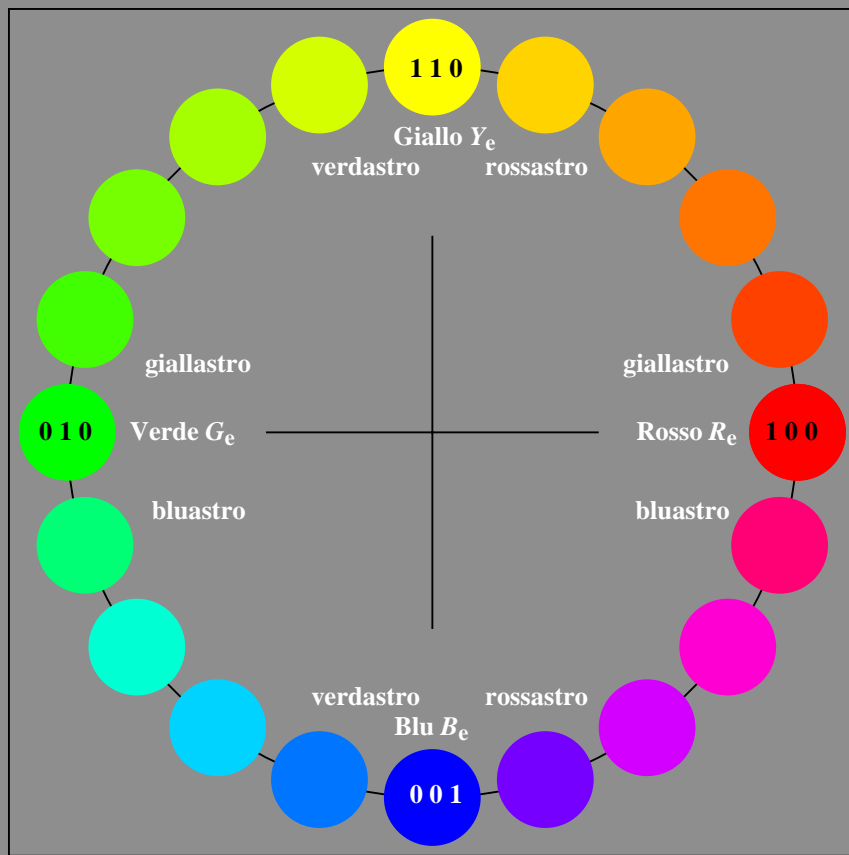 1 1 0
Giallo Yₑ
verdastro rossastro
giallastro giallastro
0 1 0 Verde Gₑ Rosso Rₑ 1 0 0
bluastro bluastro
verdastro rossastro
Blu Bₑ
0 0 1